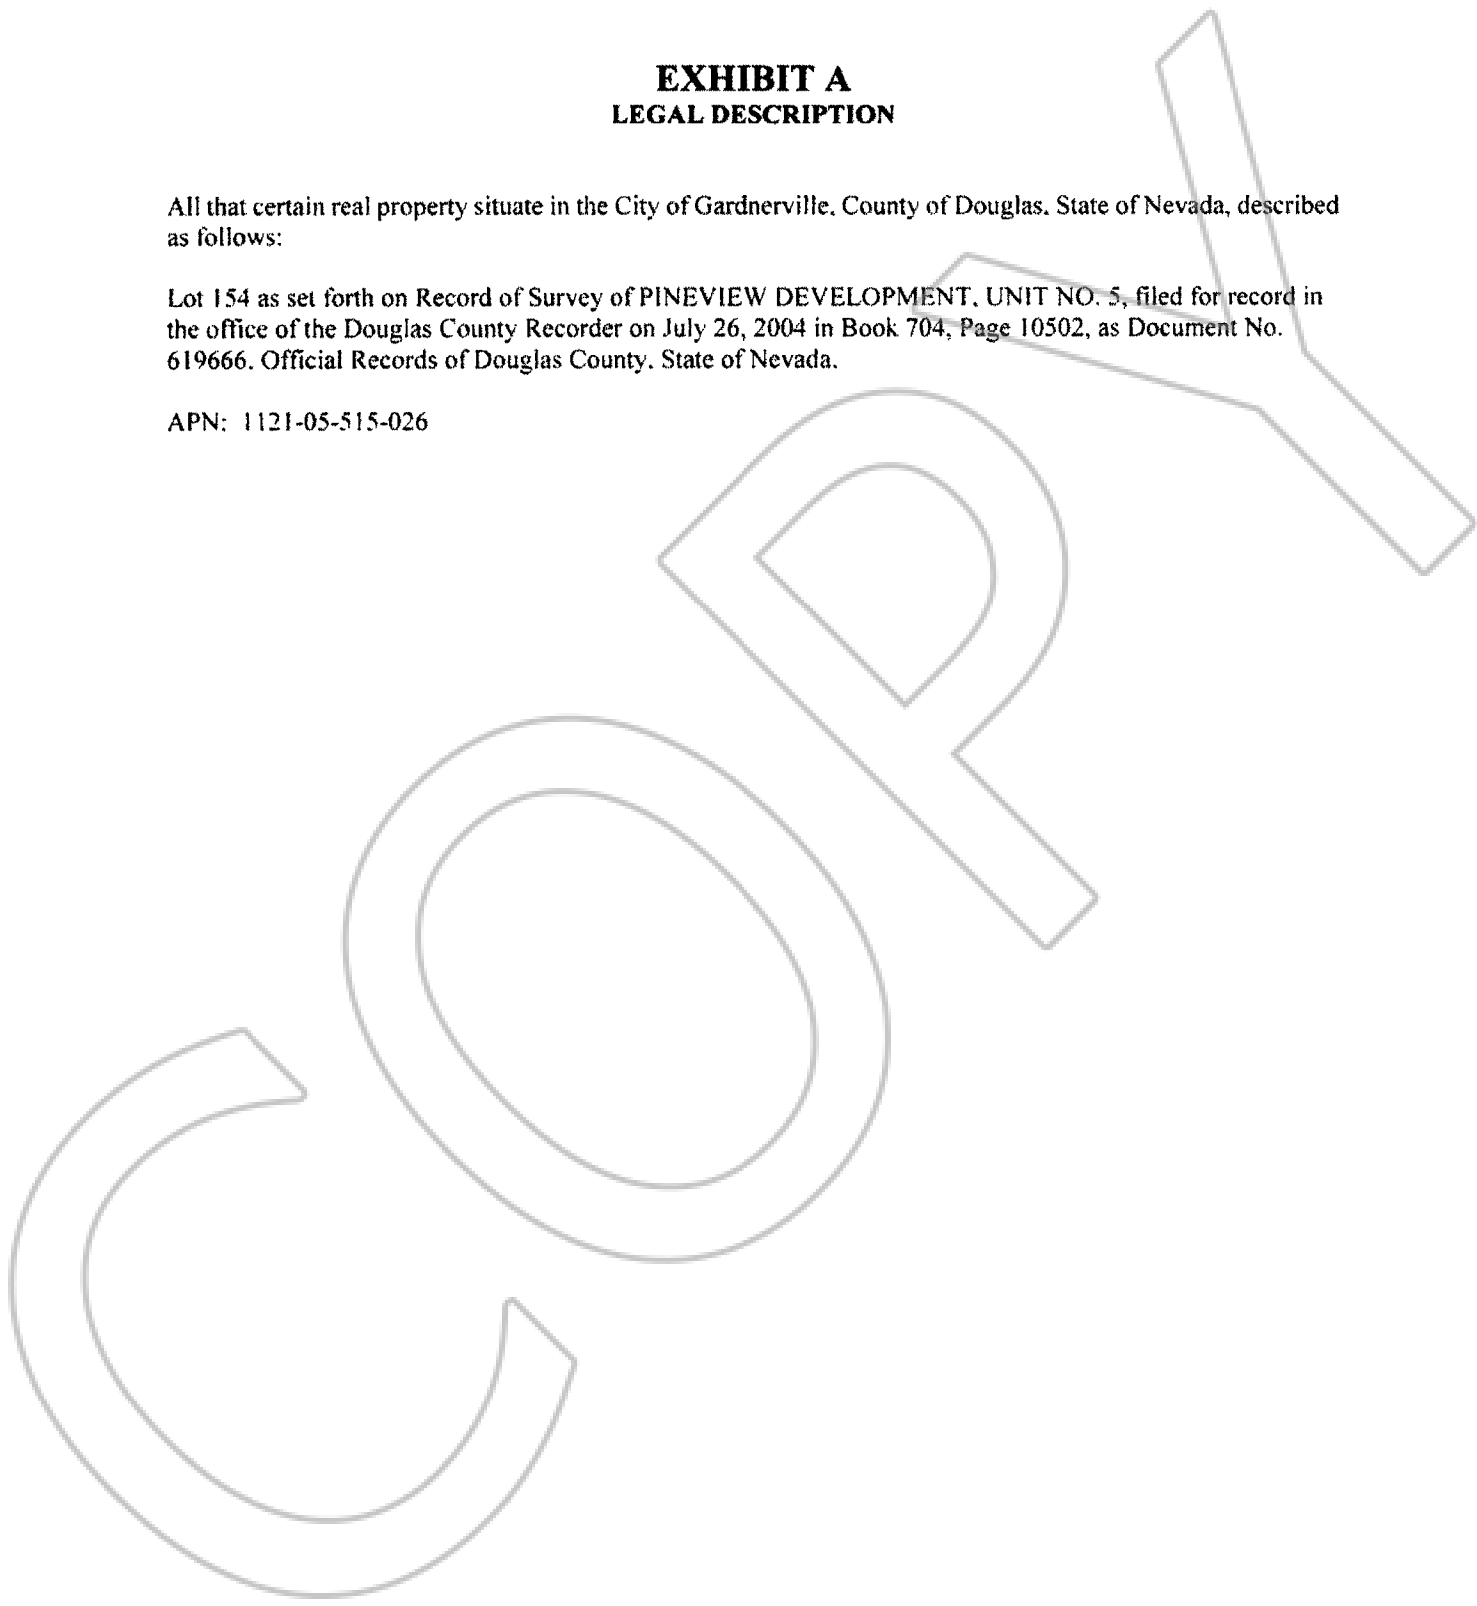 EXHIBIT A
LEGAL DESCRIPTION
All that certain real property situate in the City of Gardnerville, County of Douglas, State of Nevada, described
as follows:
Lot 154 as set forth on Record of Survey of PINEVIEW DEVELOPMENT, UNIT NO. 5, filed for record in
the office of the Douglas County Recorder on July 26, 2004 in Book 704, Page 10502, as Document No.
619666, Official Records of Douglas County, State of Nevada.
APN: 1121-05-515-026
COPY